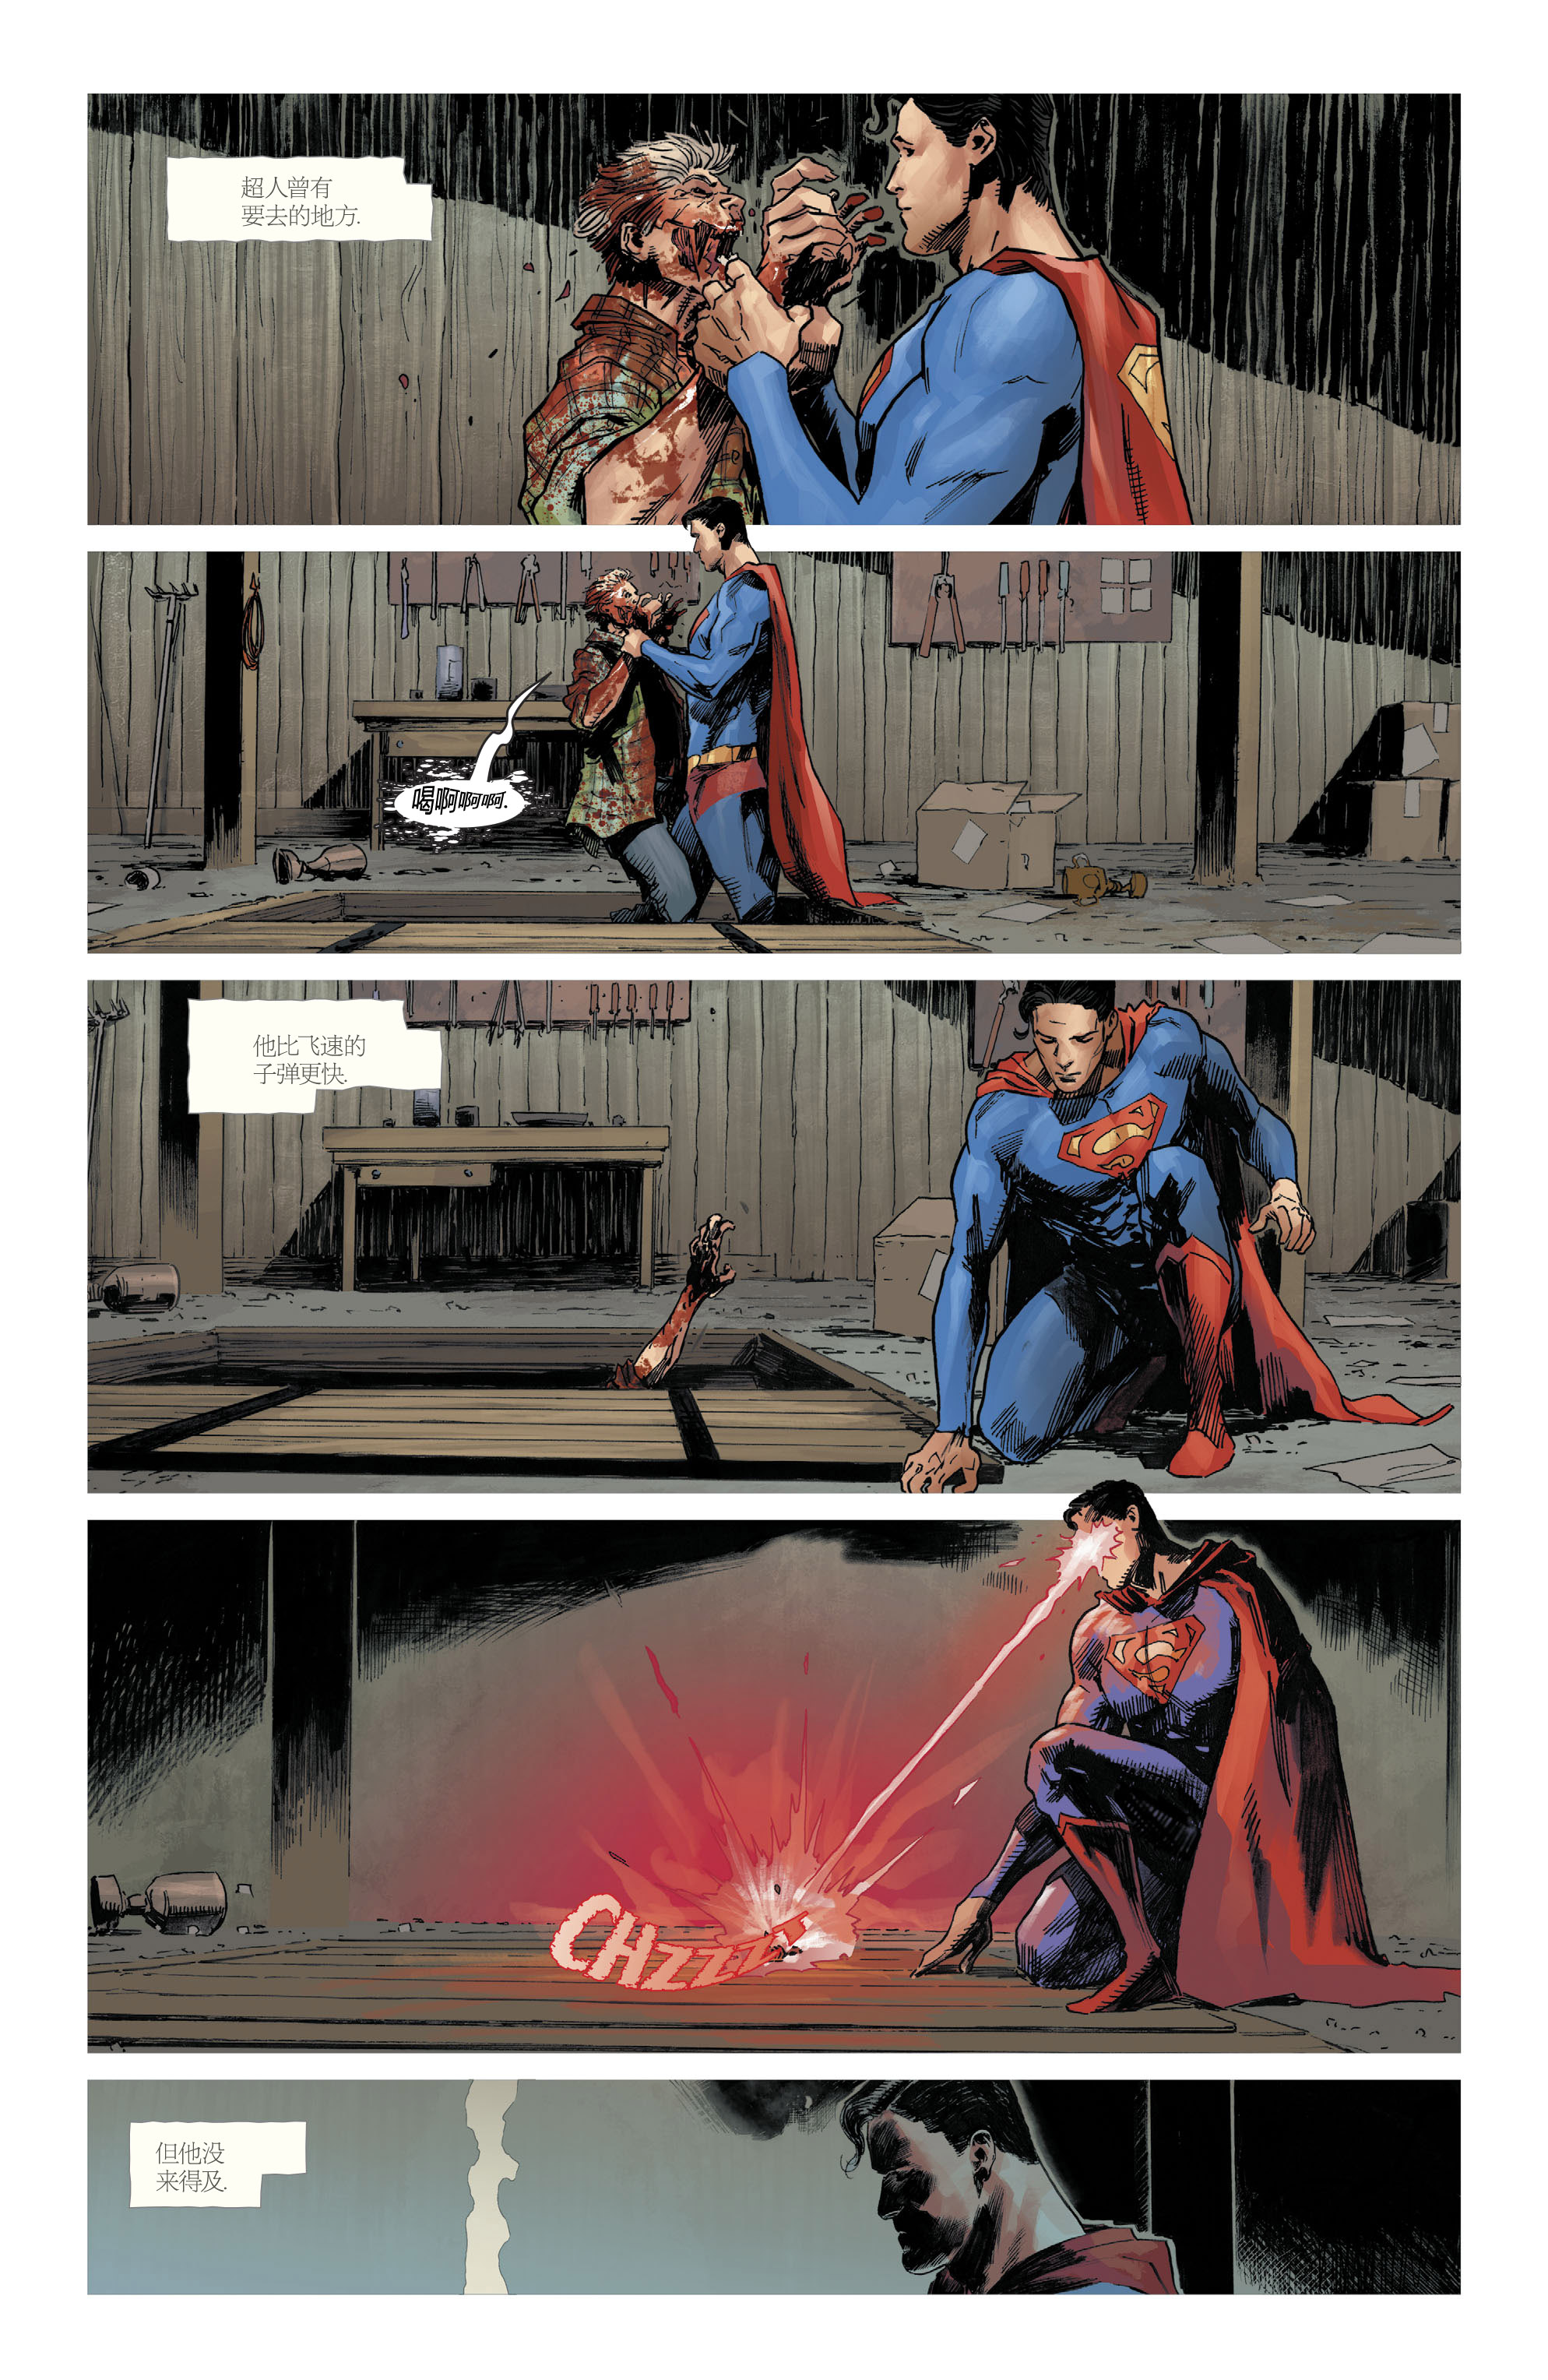 超人曾有
要去的地方.
喝啊啊啊.
他比飞速的
子弹更快.
CHZZZT
但他没
来得及.